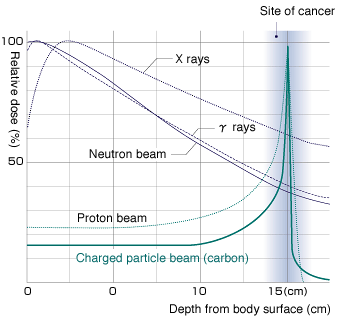 Site of cancer
100
X rays
Relative dose (%)
γ rays
Neutron beam
50
Proton beam
Charged particle beam (carbon)
0 0 10 15(cm)
Depth from body surface (cm)